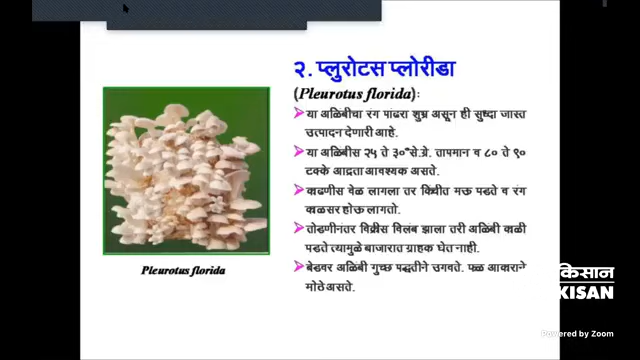 २. प्लुरोटस प्लोरीडा
(Pleurotus florida):
या अळिंबीचा रंग पांढरा शुभ्र असून ही सुध्दा जास्त
उत्पादन देणारी आहे.
या अळिंबीस २५ ते ३०°से.ग्रे. तापमान व ८० ते ९०
टक्के आद्रता आवश्यक असते.
काढणीस वेळ लागला तर किंचीत मऊ पडते व रंग
काळसर होऊ लागतो.
तोडणीनंतर विक्रीस विलंब झाला तरी अळिंबी काळी
पडते त्यामुळे बाजारात ग्राहक घेत नाही.
बेडवर अळिंबी गुच्छ पद्धतीने उगवते. फळ आकाराने
मोठे असते.
Pleurotus florida
किसान
KISAN
Powered by Zoom